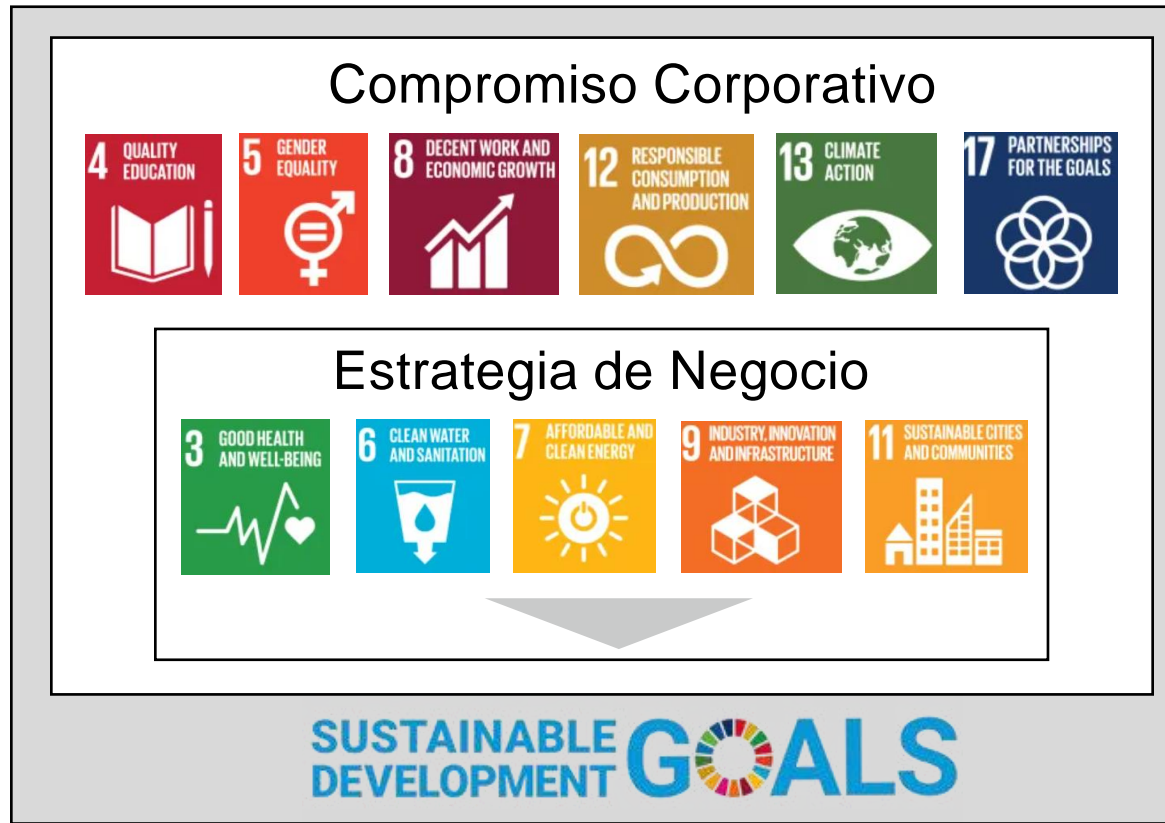 Compromiso Corporativo
4 QUALITY
EDUCATION
5 GENDER
EQUALITY
8 DECENT WORK AND
ECONOMIC GROWTH
12 RESPONSIBLE
CONSUMPTION
AND PRODUCTION
13 CLIMATE
ACTION
17 PARTNERSHIPS
FOR THE GOALS
Estrategia de Negocio
3 GOOD HEALTH
AND WELL-BEING
6 CLEAN WATER
AND SANITATION
7 AFFORDABLE AND
CLEAN ENERGY
9 INDUSTRY, INNOVATION
AND INFRASTRUCTURE
11 SUSTAINABLE CITIES
AND COMMUNITIES
SUSTAINABLE
DEVELOPMENT GOALS